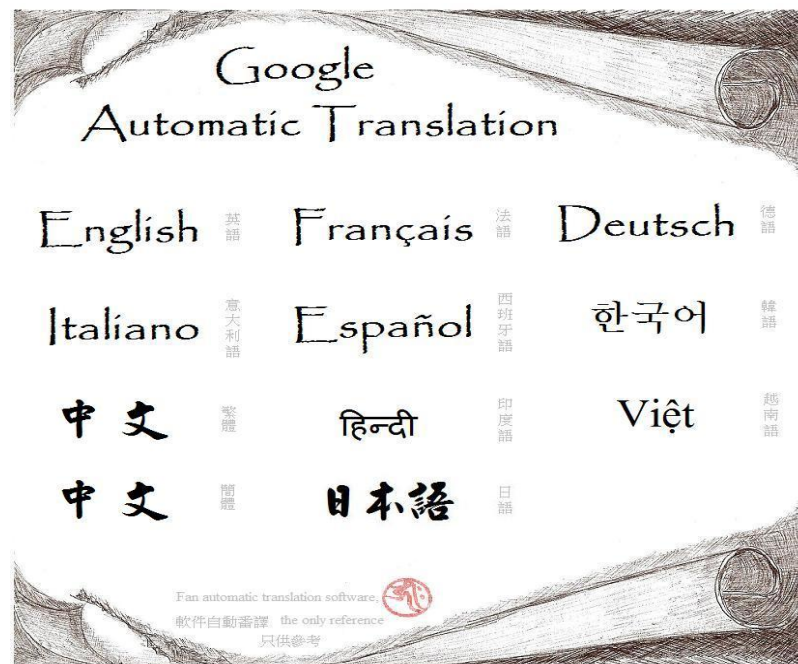 Google
Automatic Translation
English 英語 Français 法語 Deutsch 德語
Italiano 意大利語 Español 西班牙語 한국어 韓語
中文 繁體 हिन्दी 印度語 Việt 越南語
中文 簡體 日本語 日語
Fan automatic translation software,
軟件自動番譯 the only reference
只供參考